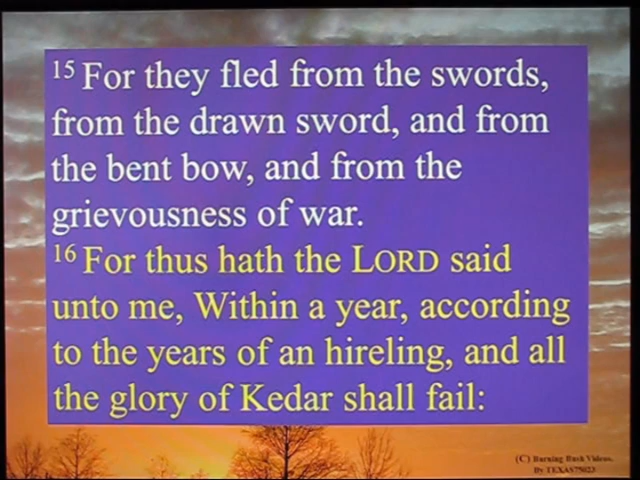 15 For they fled from the swords,
from the drawn sword, and from
the bent bow, and from the
grievousness of war.
16 For thus hath the LORD said
unto me, Within a year, according
to the years of an hireling, and all
the glory of Kedar shall fail:
(C) Burning Bush Videos.
By TEXAS75023